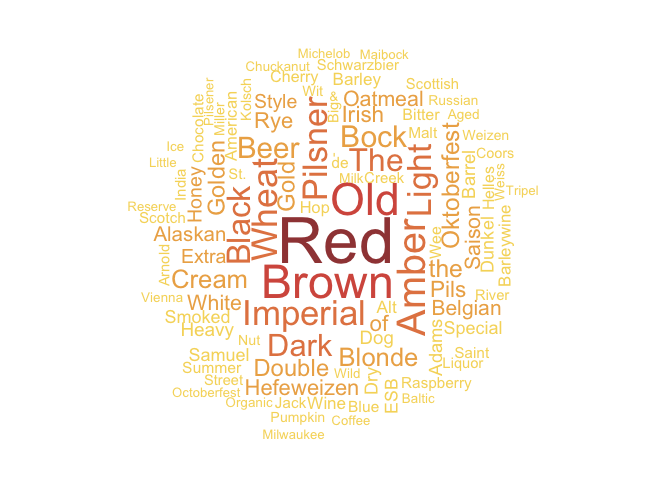 Michelob
Maibock
Chuckanut
Schwarzbier
Cherry
Barley
Scottish
Pilsener
Kolsch
Wit
Big
&
Style
Oatmeal
Russian
Chocolate
Miller
American
Rye
Irish
Bitter
Aged
Pilsner
Bock
Malt
Weizen
Ice
Beer
.
The
Light
Oktoberfest
Barrel
Coors
Little
de
India
St.
Gold
Milk
Creek
Helles
Weiss
Tripel
Honey
Golden
Black
Wheat
Old
Reserve
Hop
Scotch
Red
Amber
Wee
Saison
Dunkel
Barleywine
Alaskan
Extra
Arnold
Brown
the
Cream
Pils
Vienna
White
River
Imperial
Alt
Belgian
Smoked
of
Heavy
Special
Nut
Dark
Dog
Adams
Samuel
Blonde
Saint
Summer
Double
Liquor
Wild
Dry
Street
Hefeweizen
Raspberry
Octoberfest
ESB
Baltic
Organic
Jack
Wine
Blue
Pumpkin
Coffee
Milwaukee